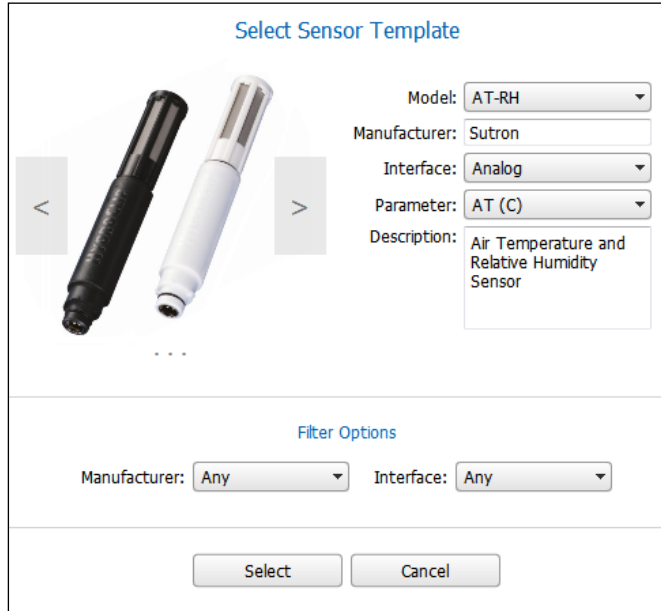 Select Sensor Template
Model: AT-RH
Manufacturer: Sutron
Interface: Analog
Parameter: AT (C)
Description: Air Temperature and
Relative Humidity
Sensor
<
>
...
Filter Options
Manufacturer: Any Interface: Any
Select Cancel